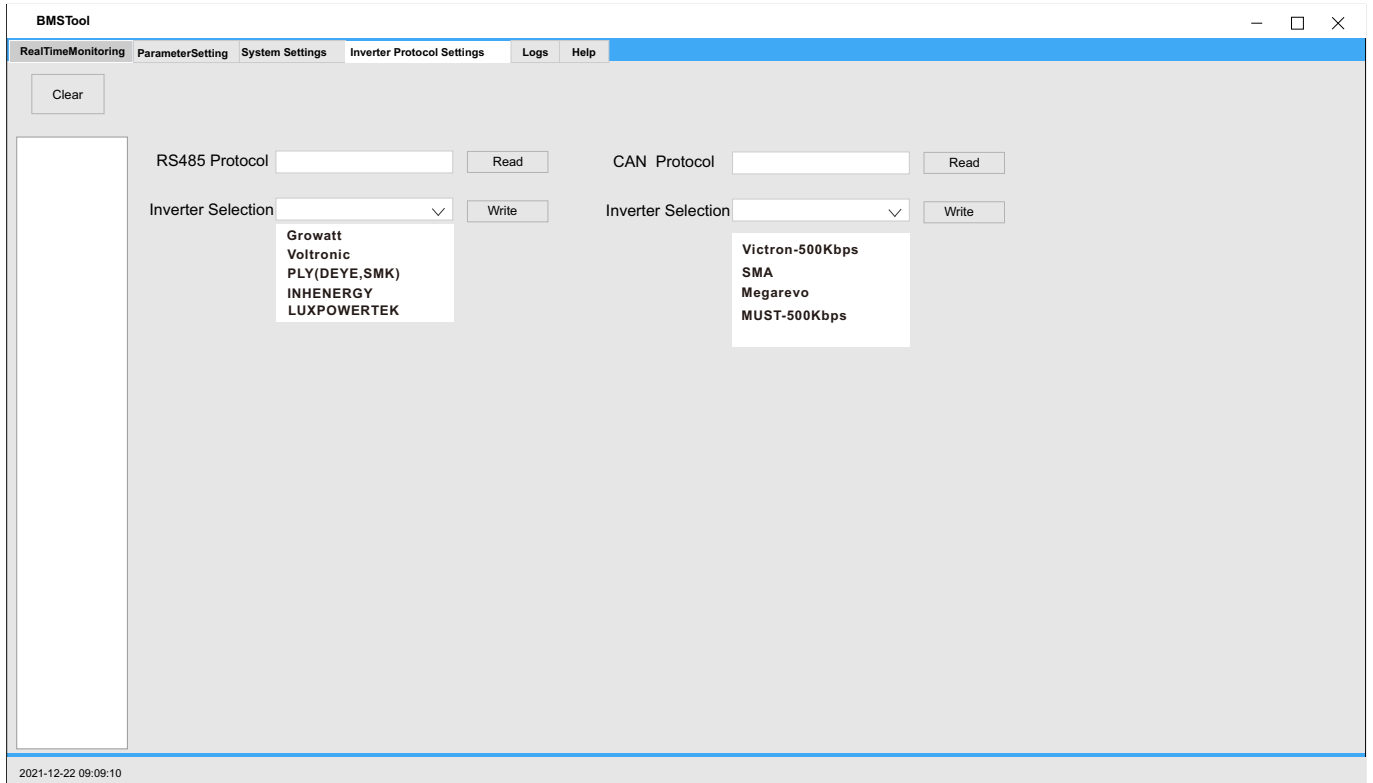 BMSTool
RealTimeMonitoring ParameterSetting System Settings Inverter Protocol Settings Logs Help
Clear
RS485 Protocol Read CAN Protocol Read
Inverter Selection Write Inverter Selection Write
Growatt
Voltronic
PLY(DEYE,SMK)
INHENERGY
LUXPOWERTEK
Victron-500Kbps
SMA
Megarevo
MUST-500Kbps
2021-12-22 09:09:10